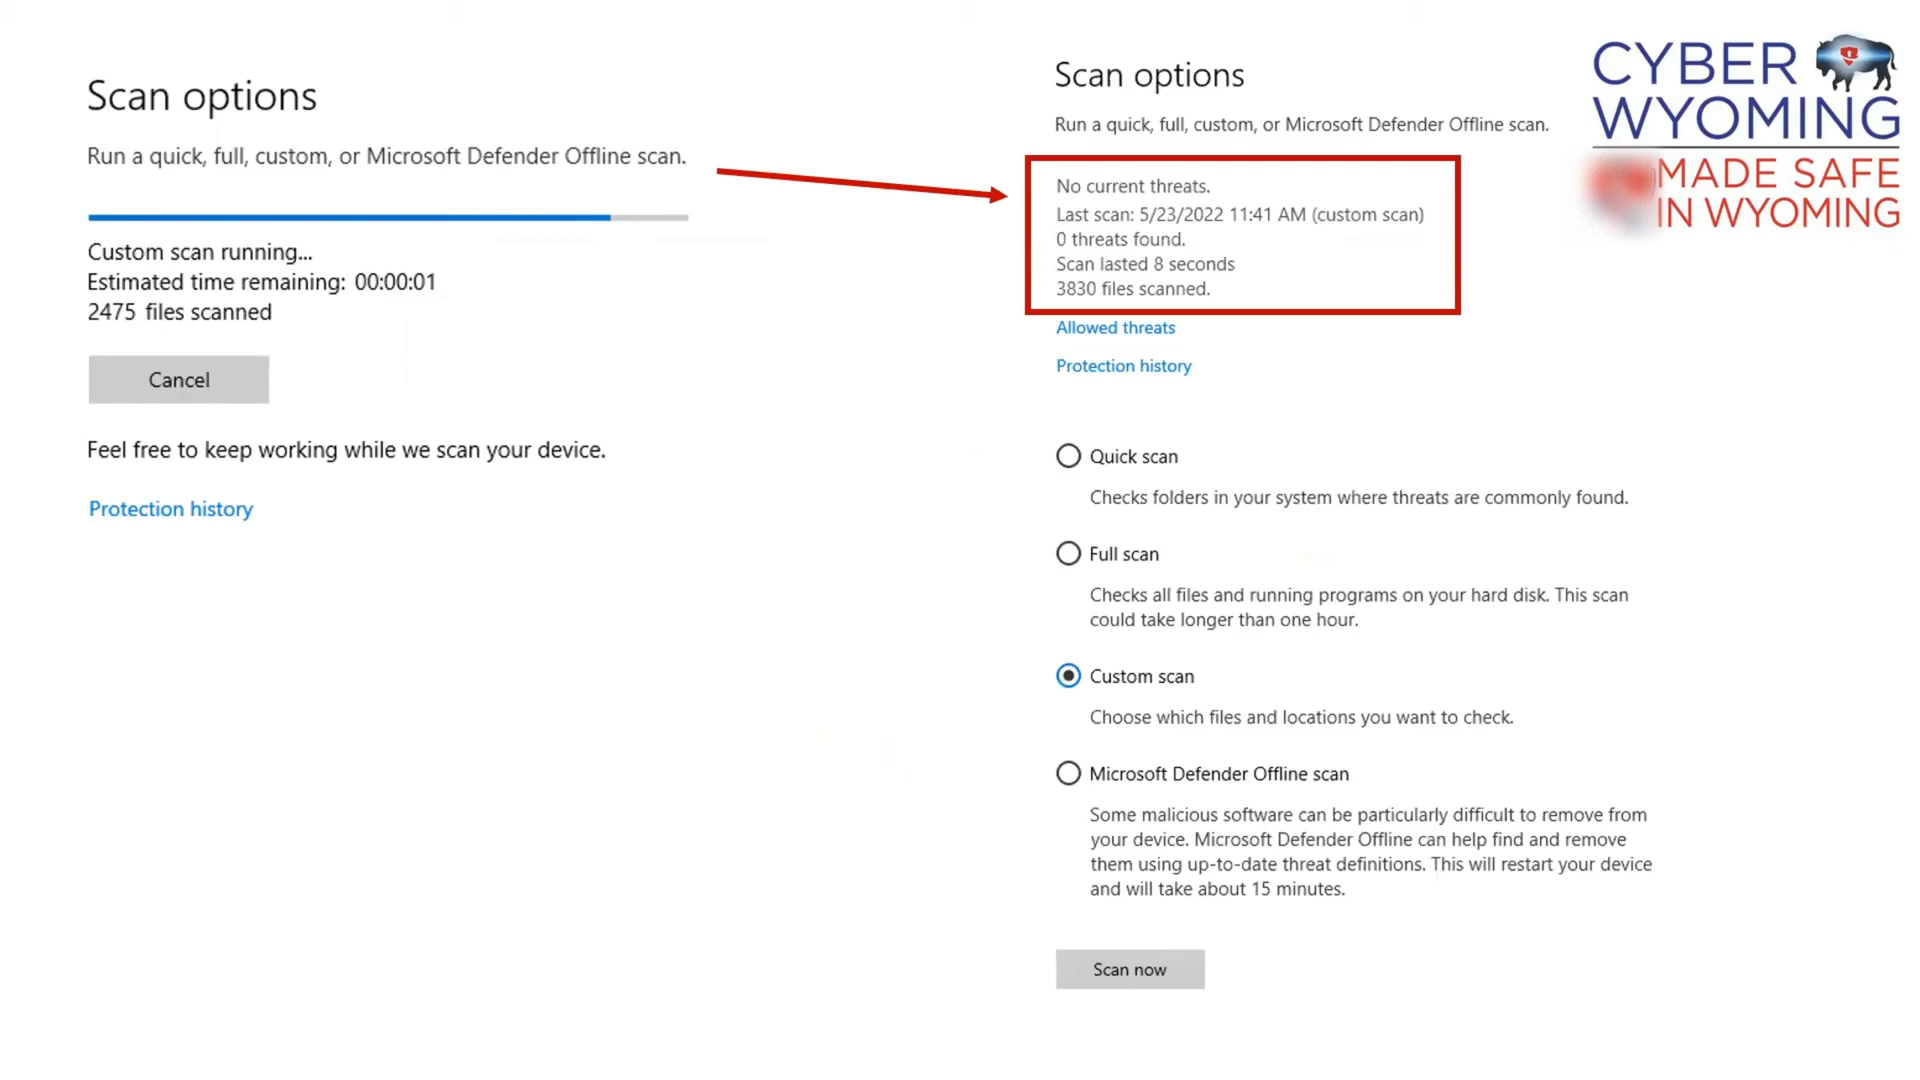 Scan options
Run a quick, full, custom, or Microsoft Defender Offline scan.
Custom scan running...
Estimated time remaining: 00:00:01
2475 files scanned
Cancel
Feel free to keep working while we scan your device.
Protection history
Scan options
Run a quick, full, custom, or Microsoft Defender Offline scan.
No current threats.
Last scan: 5/23/2022 11:41 AM (custom scan)
0 threats found.
Scan lasted 8 seconds
3830 files scanned.
Allowed threats
Protection history
Quick scan
Checks folders in your system where threats are commonly found.
Full scan
Checks all files and running programs on your hard disk. This scan
could take longer than one hour.
Custom scan
Choose which files and locations you want to check.
Microsoft Defender Offline scan
Some malicious software can be particularly difficult to remove from
your device. Microsoft Defender Offline can help find and remove
them using up-to-date threat definitions. This will restart your device
and will take about 15 minutes.
Scan now
CYBER
WYOMING
MADE SAFE
IN WYOMING